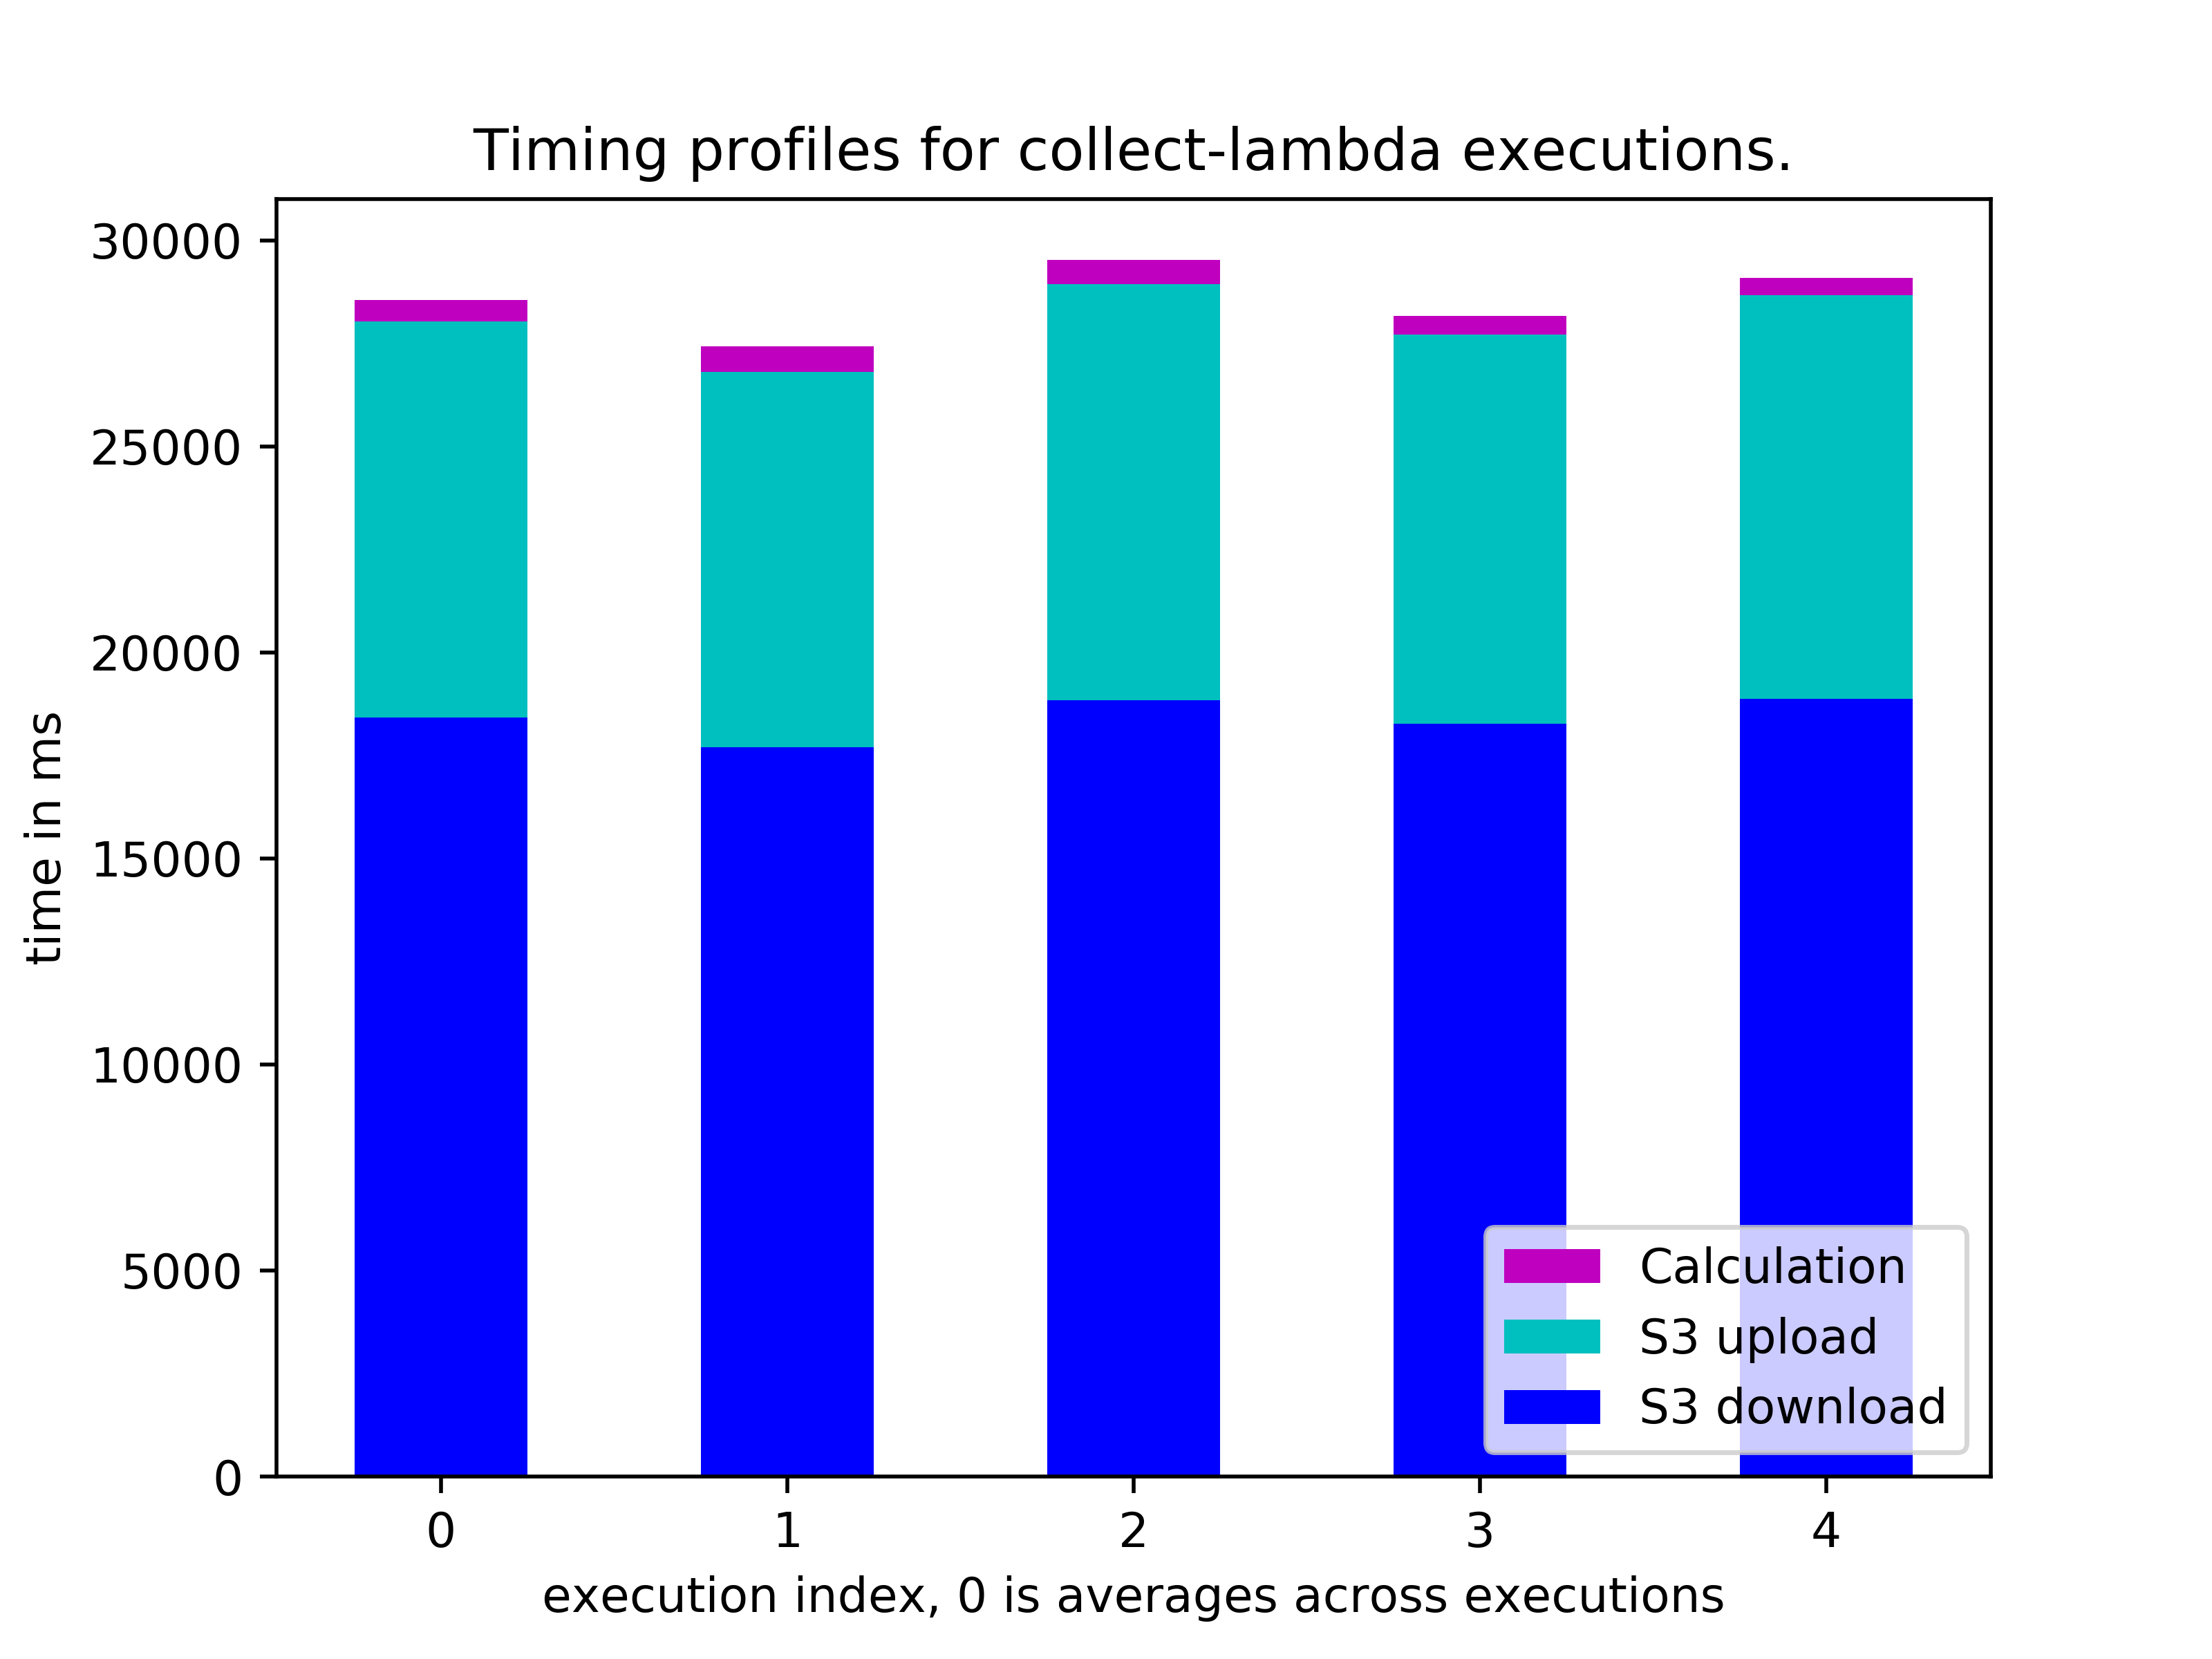 Timing profiles for collect-lambda executions.
30000
25000
20000
15000
10000
5000
0
time in ms
Calculation
S3 upload
S3 download
0 1 2 3 4
execution index, 0 is averages across executions